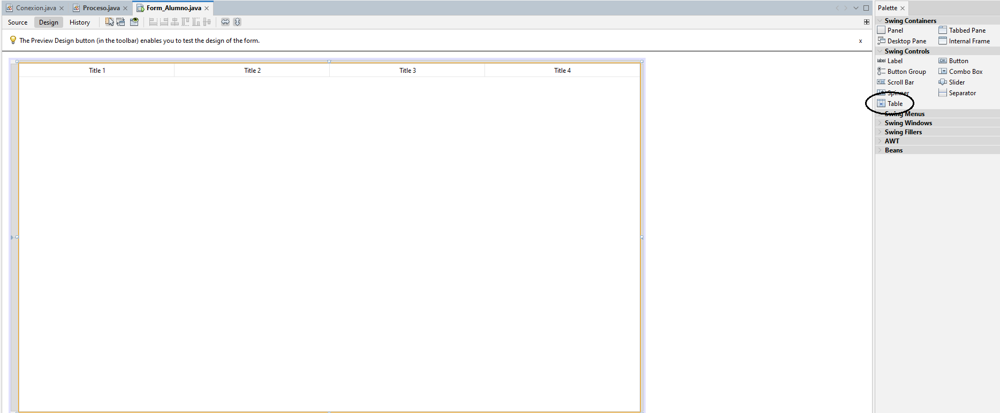 Conexion.java Proceso.java Form_Alumno.java
Source Design History
The Preview Design button (in the toolbar) enables you to test the design of the form.
x
Title 1 Title 2 Title 3 Title 4
Palette
Swing Containers
Panel Tabbed Pane
Desktop Pane Internal Frame
Swing Controls
label Label OK Button
Button Group Combo Box
Scroll Bar Slider
Spinner Separator
Table
Swing Menus
Swing Windows
Swing Fillers
AWT
Beans